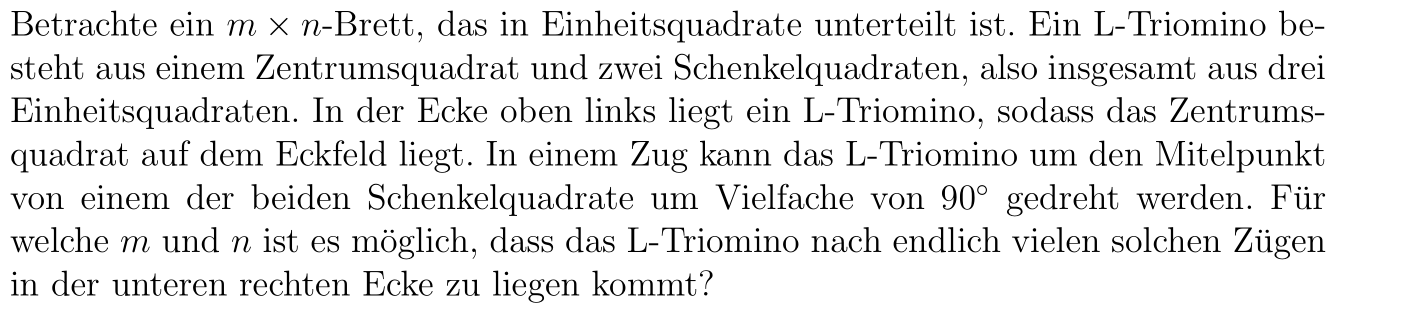 Betrachte ein m × n-Brett, das in Einheitsquadrate unterteilt ist. Ein L-Triomino be-
steht aus einem Zentrumsquadrat und zwei Schenkelquadraten, also insgesamt aus drei
Einheitsquadraten. In der Ecke oben links liegt ein L-Triomino, sodass das Zentrums-
quadrat auf dem Eckfeld liegt. In einem Zug kann das L-Triomino um den Mitelpunkt
von einem der beiden Schenkelquadrate um Vielfache von 90° gedreht werden. Für
welche m und n ist es möglich, dass das L-Triomino nach endlich vielen solchen Zügen
in der unteren rechten Ecke zu liegen kommt?